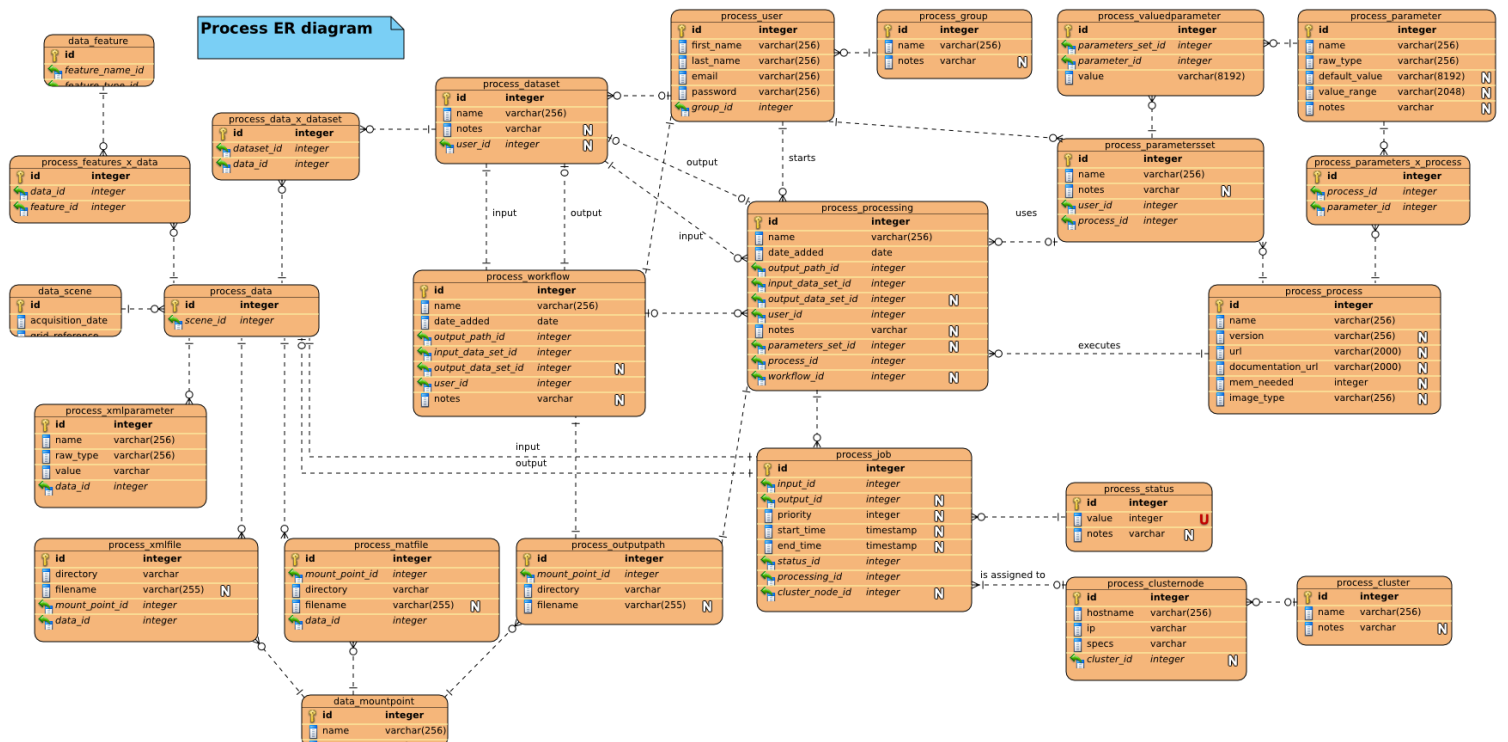 Process ER diagram
data_feature
id
feature_name_id
feature_type_id
process_features_x_data
data_id integer
feature_id integer
data_scene
id
acquisition_date
grid_reference
process_data_x_dataset
id integer
dataset_id integer
data_id integer
process_data
id integer
scene_id integer
process_xmlparameter
id integer
name varchar(256)
raw_type varchar(256)
value varchar
data_id integer
process_xmlfile
id integer
directory varchar
filename varchar(255) N
mount_point_id integer
data_id integer
process_matfile
id integer
mount_point_id integer
directory varchar
filename varchar(255) N
data_id integer
process_outputpath
id integer
mount_point_id integer
directory varchar
filename varchar(255) N
data_mountpoint
id integer
name varchar(256)
process_dataset
id integer
name varchar(256)
notes varchar N
user_id integer N
input
output
process_workflow
id integer
name varchar(256)
date_added date
output_path_id integer
input_data_set_id integer
output_data_set_id integer N
user_id integer
notes varchar N
input
output
process_user
id integer
first_name varchar(256)
last_name varchar(256)
email varchar(256)
password varchar(256)
group_id integer
process_group
id integer
name varchar(256)
notes varchar N
output
starts
input
uses
process_processing
id integer
name varchar(256)
date_added date
output_path_id integer
input_data_set_id integer
output_data_set_id integer N
user_id integer
notes varchar N
parameters_set_id integer N
process_id integer
workflow_id integer N
executes
process_valuedparameter
id integer
parameters_set_id integer
parameter_id integer
value varchar(8192)
process_parameter
id integer
name varchar(256)
raw_type varchar(256)
default_value varchar(8192) N
value_range varchar(2048) N
notes varchar N
process_parametersset
id integer
name varchar(256)
notes varchar N
user_id integer
process_id integer
process_parameters_x_process
id integer
process_id integer
parameter_id integer
process_process
id integer
name varchar(256)
version varchar(256) N
url varchar(2000) N
documentation_url varchar(2000) N
mem_needed integer N
image_type varchar(256) N
process_job
id integer
input_id integer
output_id integer N
priority integer N
start_time timestamp N
end_time timestamp N
status_id integer
processing_id integer
cluster_node_id integer N
process_status
id integer
value integer U
notes varchar N
is assigned to
process_clusternode
id integer
hostname varchar(256)
ip varchar
specs varchar
cluster_id integer N
process_cluster
id integer
name varchar(256)
notes varchar N